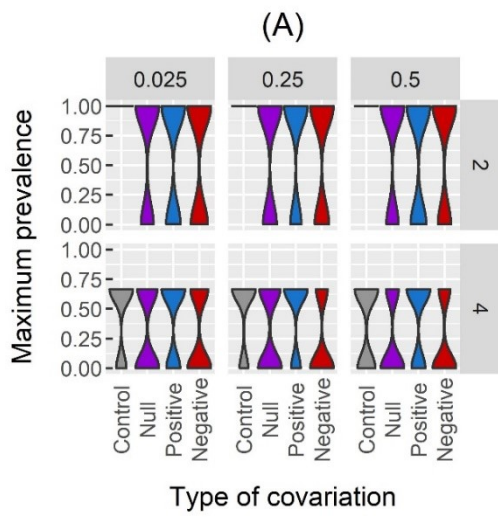 (A)
0.025 0.25 0.5
Maximum prevalence
1.00
0.75
0.50
0.25
0.00
2
1.00
0.75
0.50
0.25
0.00
4
Control Null Positive Negative Control Null Positive Negative Control Null Positive Negative
Type of covariation